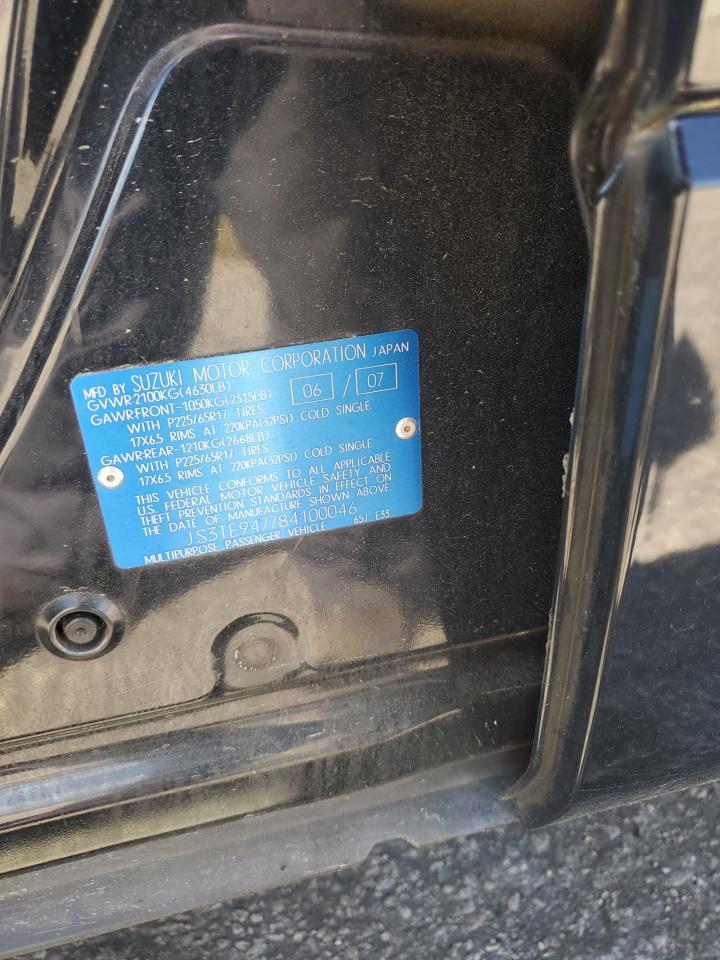 MFD BY SUZUKI MOTOR CORPORATION JAPAN
GVWR:2100KG(4630LB) 06 / 07
GAWR:FRONT-1050KG(2315LB)
WITH P225/65R17 TIRES.
17X6.5 RIMS AT 220KPA(32PSI) COLD SINGLE.
GAWR:REAR-1210KG(2668LB)
WITH P225/65R17 TIRES.
17X6.5 RIMS AT 220KPA(32PSI) COLD SINGLE.
THIS VEHICLE CONFORMS TO ALL APPLICABLE
U.S. FEDERAL MOTOR VEHICLE SAFETY AND
THEFT PREVENTION STANDARDS IN EFFECT ON
THE DATE OF MANUFACTURE SHOWN ABOVE.
JS3TE947784100046 65J E33
MULTIPURPOSE PASSENGER VEHICLE